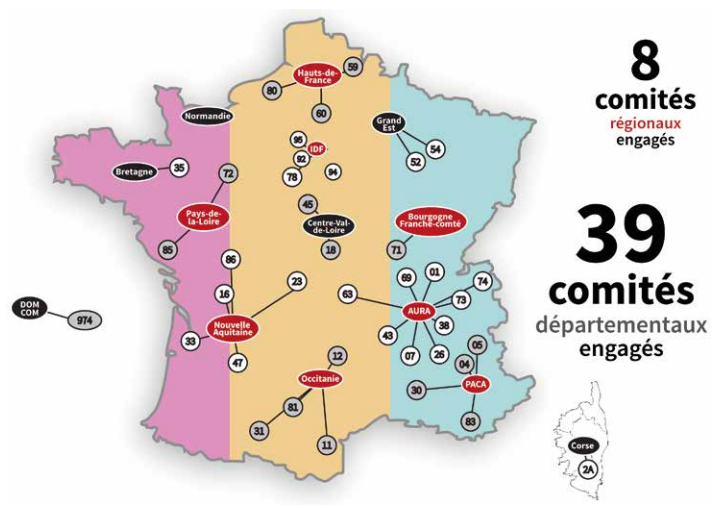 59
Hauts-de-
France
80
60
Normandie
Grand
Est
54
52
95
IDF
92
78
94
Bretagne
35
72
Pays-de-
la-Loire
85
45
Centre-Val-
de-Loire
18
Bourgogne
Franche-comté
71
86
16
23
Nouvelle
Aquitaine
33
47
63
69
01
74
73
AURA
38
43
07
26
05
04
PACA
30
83
12
Occitanie
81
31
11
DOM
COM
974
Corse
2A
8
comités
régionaux
engagés
39
comités
départementaux
engagés